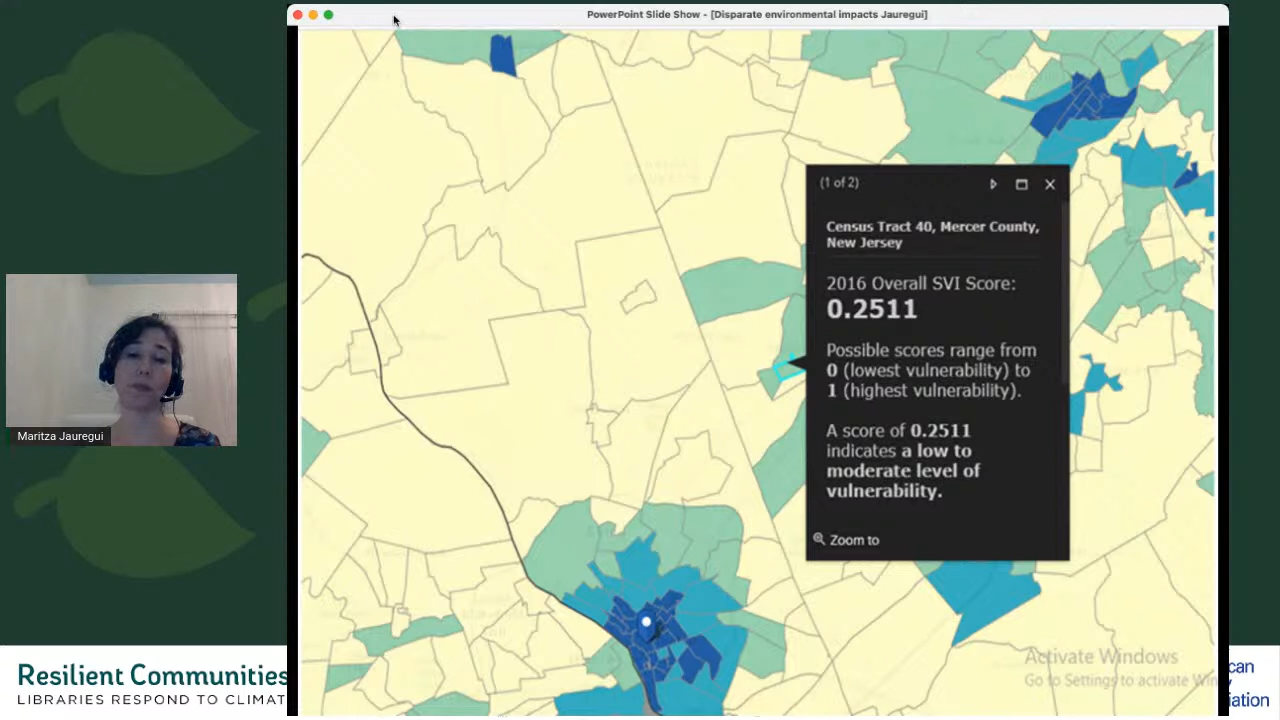 PowerPoint Slide Show - [Disparate environmental impacts Jauregui]
(1 of 2)
Census Tract 40, Mercer County,
New Jersey
2016 Overall SVI Score:
0.2511
Possible scores range from
0 (lowest vulnerability) to
1 (highest vulnerability).
A score of 0.2511
indicates a low to
moderate level of
vulnerability.
Zoom to
Maritza Jauregui
Activate Windows
Go to Settings to activate Win
Resilient Communities
LIBRARIES RESPOND TO CLIMAT
can
y
iation